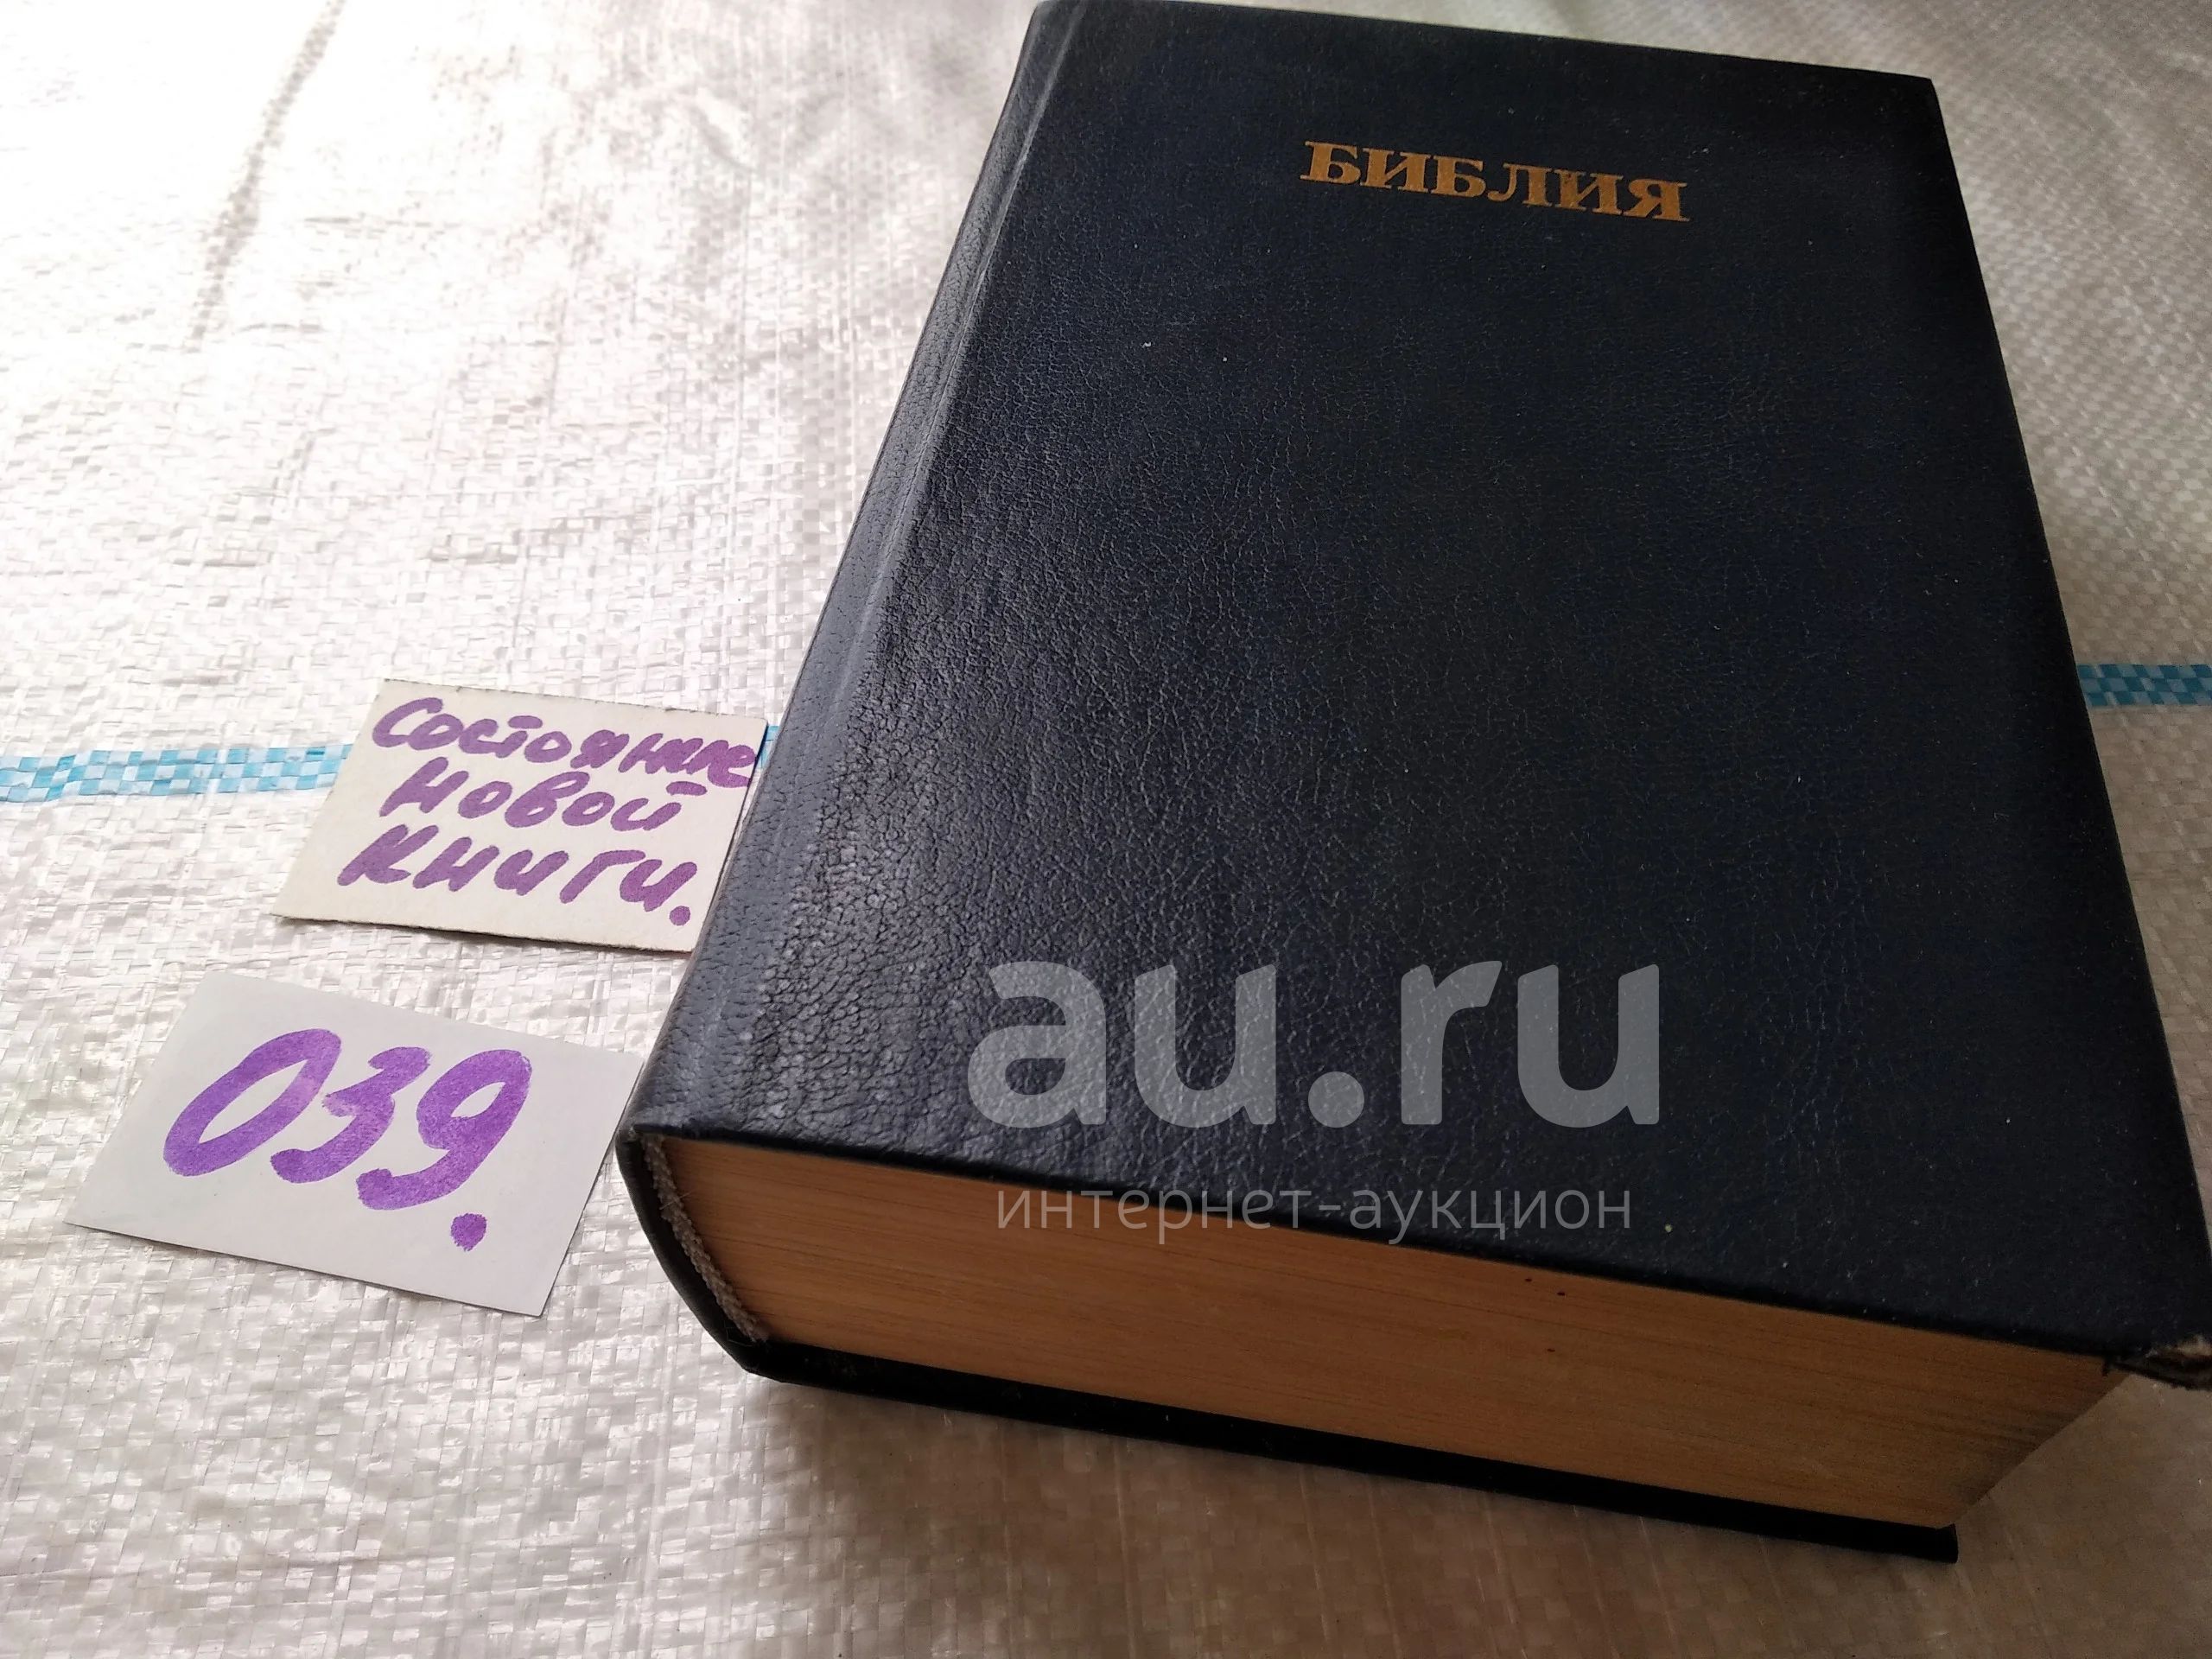 БИБЛИЯ
Состояние
новой
книги.
039.
au.ru
интернет-аукцион